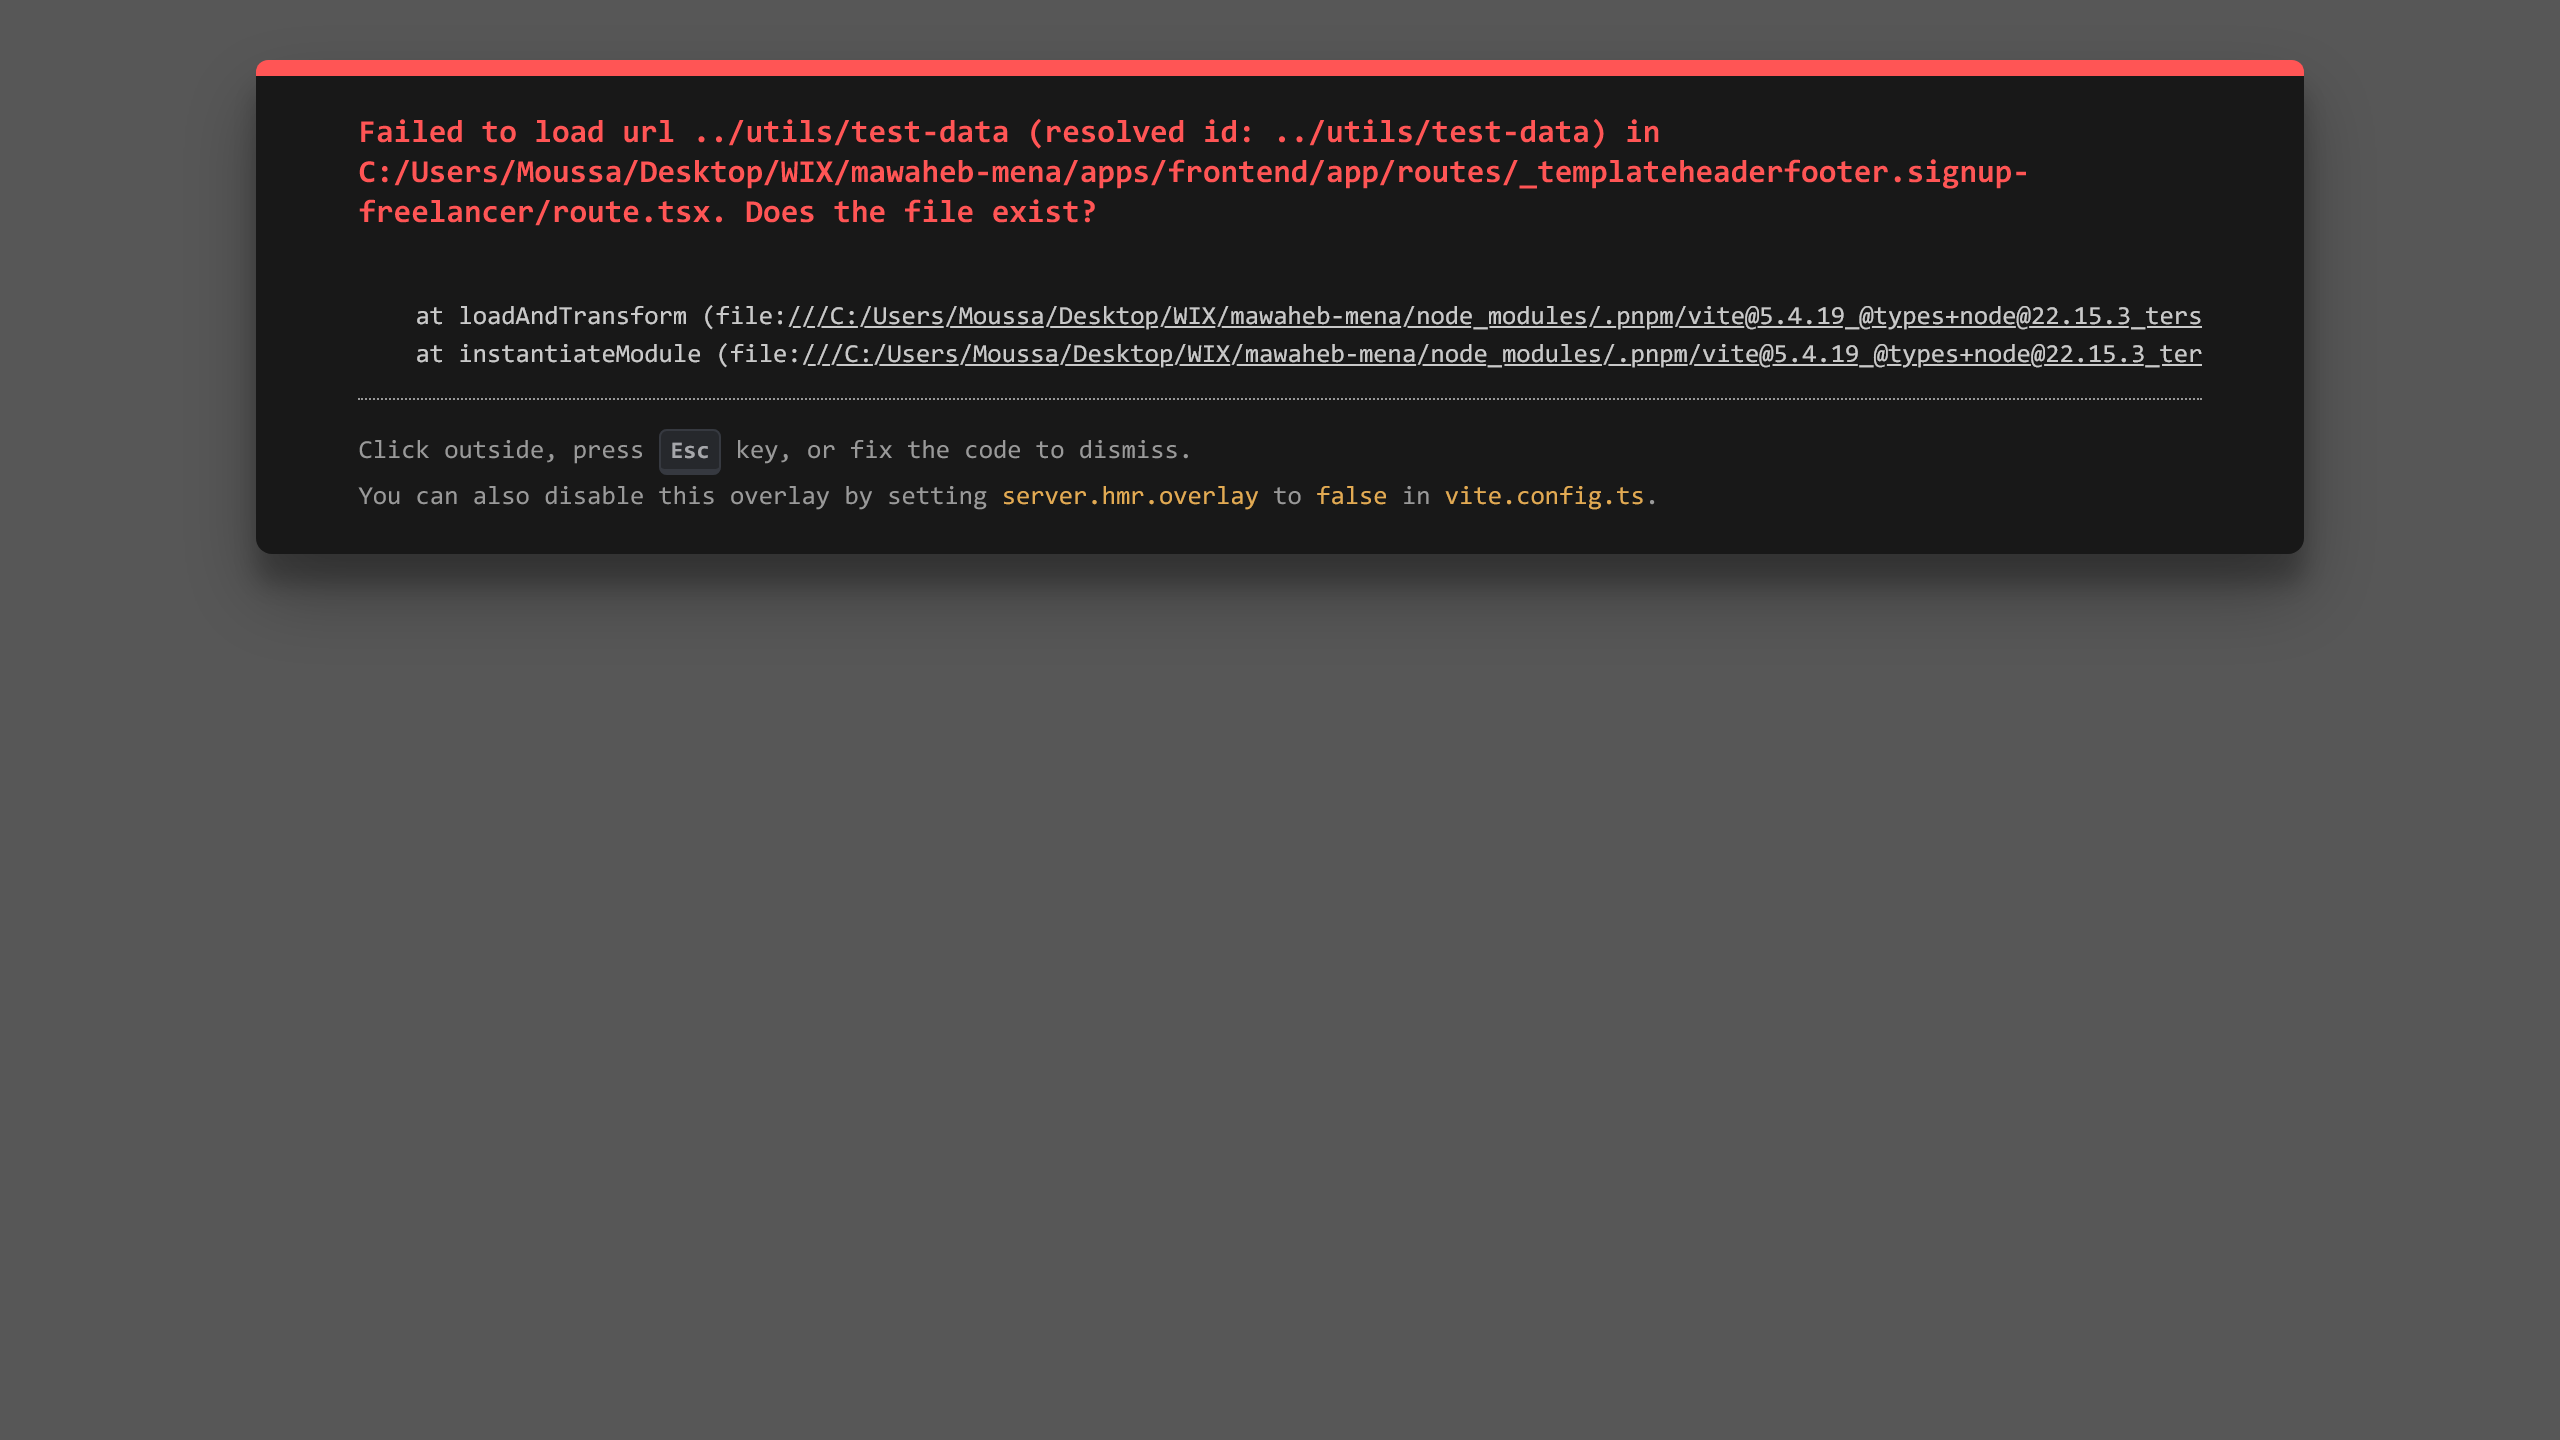 Failed to load url ../utils/test-data (resolved id: ../utils/test-data) in
C:/Users/Moussa/Desktop/WIX/mawaheb-mena/apps/frontend/app/routes/_templateheaderfooter.signup-
freelancer/route.tsx. Does the file exist?
at loadAndTransform (file:///C:/Users/Moussa/Desktop/WIX/mawaheb-mena/node_modules/.pnpm/vite@5.4.19_@types+node@22.15.3_ters
at instantiateModule (file:///C:/Users/Moussa/Desktop/WIX/mawaheb-mena/node_modules/.pnpm/vite@5.4.19_@types+node@22.15.3_ter
Click outside, press Esc key, or fix the code to dismiss.
You can also disable this overlay by setting server.hmr.overlay to false in vite.config.ts.